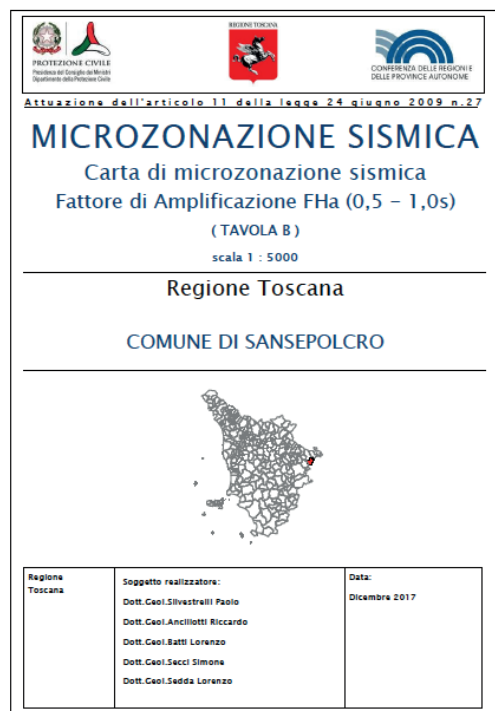 PROTEZIONE CIVILE
Presidenza del Consiglio dei Ministri
Dipartimento della Protezione Civile
REGIONE TOSCANA
CONFERENZA DELLE REGIONI E
DELLE PROVINCE AUTONOME
Attuazione dell'articolo 11 della legge 24 giugno 2009 n.27
MICROZONAZIONE SISMICA
Carta di microzonazione sismica
Fattore di Amplificazione FHa (0,5 - 1,0s)
( TAVOLA B )
scala 1 : 5000
Regione Toscana
COMUNE DI SANSEPOLCRO
Regione
Toscana
Soggetto realizzatore:
Dott.Geol.Silvestrelli Paolo
Dott.Geol.Ancillotti Riccardo
Dott.Geol.Batti Lorenzo
Dott.Geol.Secci Simone
Dott.Geol.Sedda Lorenzo
Data:
Dicembre 2017